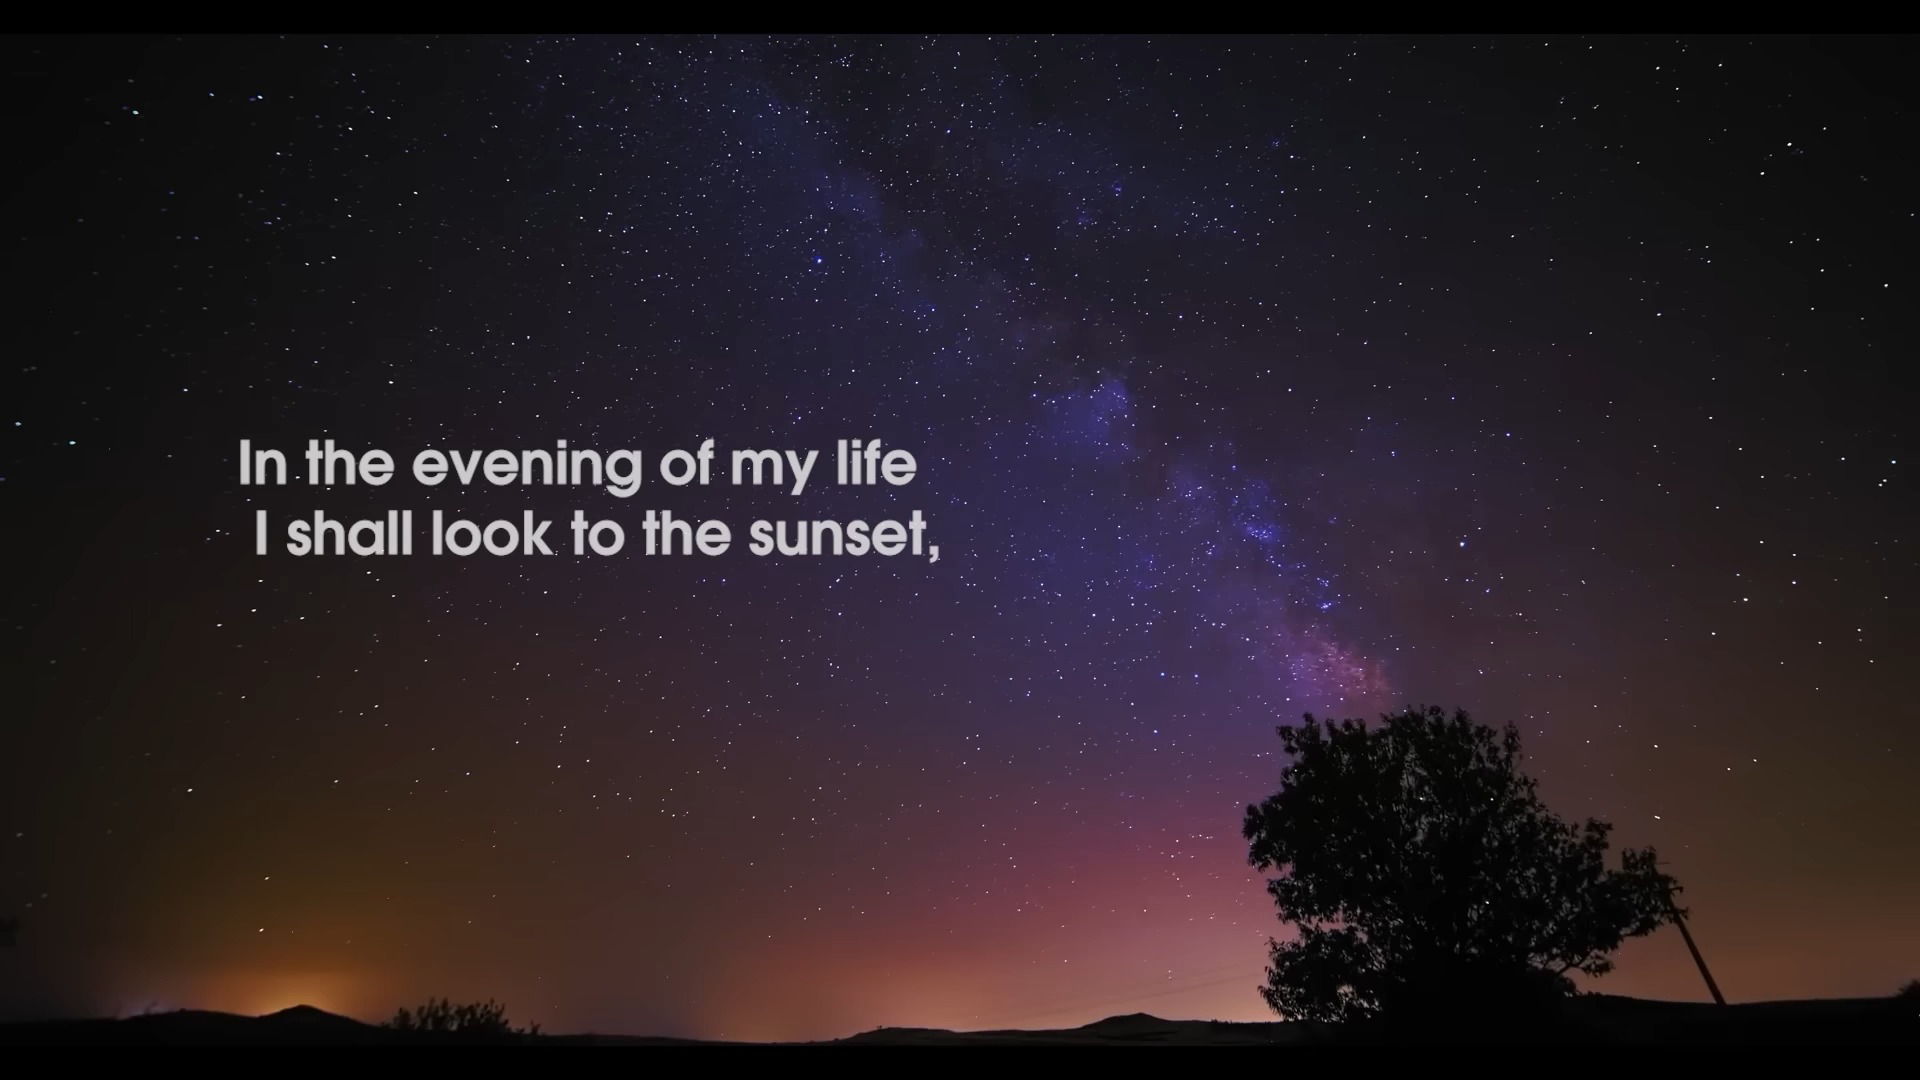 In the evening of my life
I shall look to the sunset,